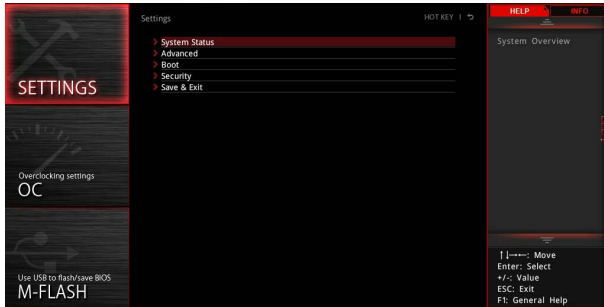 SETTINGS
Overclocking settings
OC
Use USB to flash/save BIOS
M-FLASH
Settings
HOT KEY |
System Status
Advanced
Boot
Security
Save & Exit
HELP
INFO
System Overview
↑↓→←: Move
Enter: Select
+/-: Value
ESC: Exit
F1: General Help